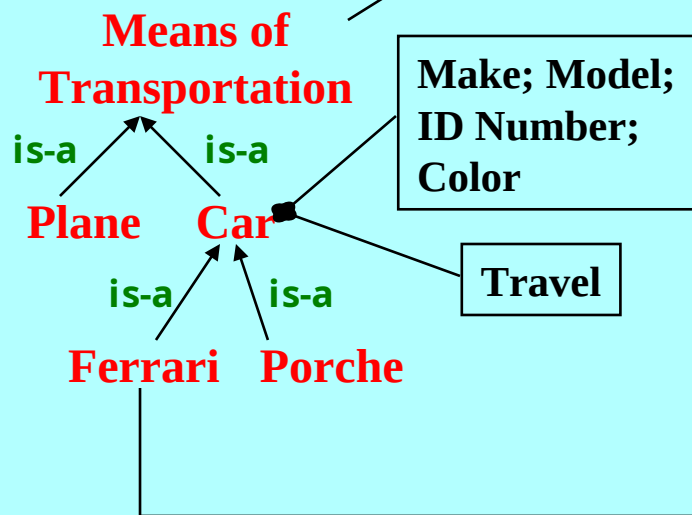 Means of
Transportation
Make; Model;
ID Number;
Color
is-a is-a
Plane Car
Travel
is-a is-a
Ferrari Porche